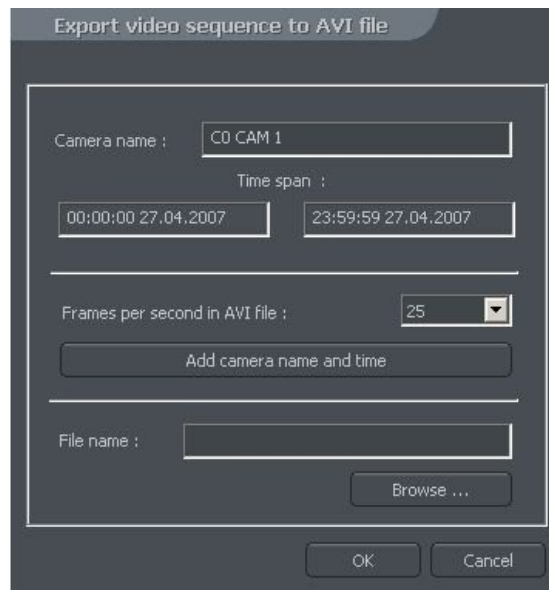 Export video sequence to AVI file
Camera name : C0 CAM 1
Time span :
00:00:00 27.04.2007 23:59:59 27.04.2007
Frames per second in AVI file : 25
Add camera name and time
File name :
Browse ...
OK Cancel